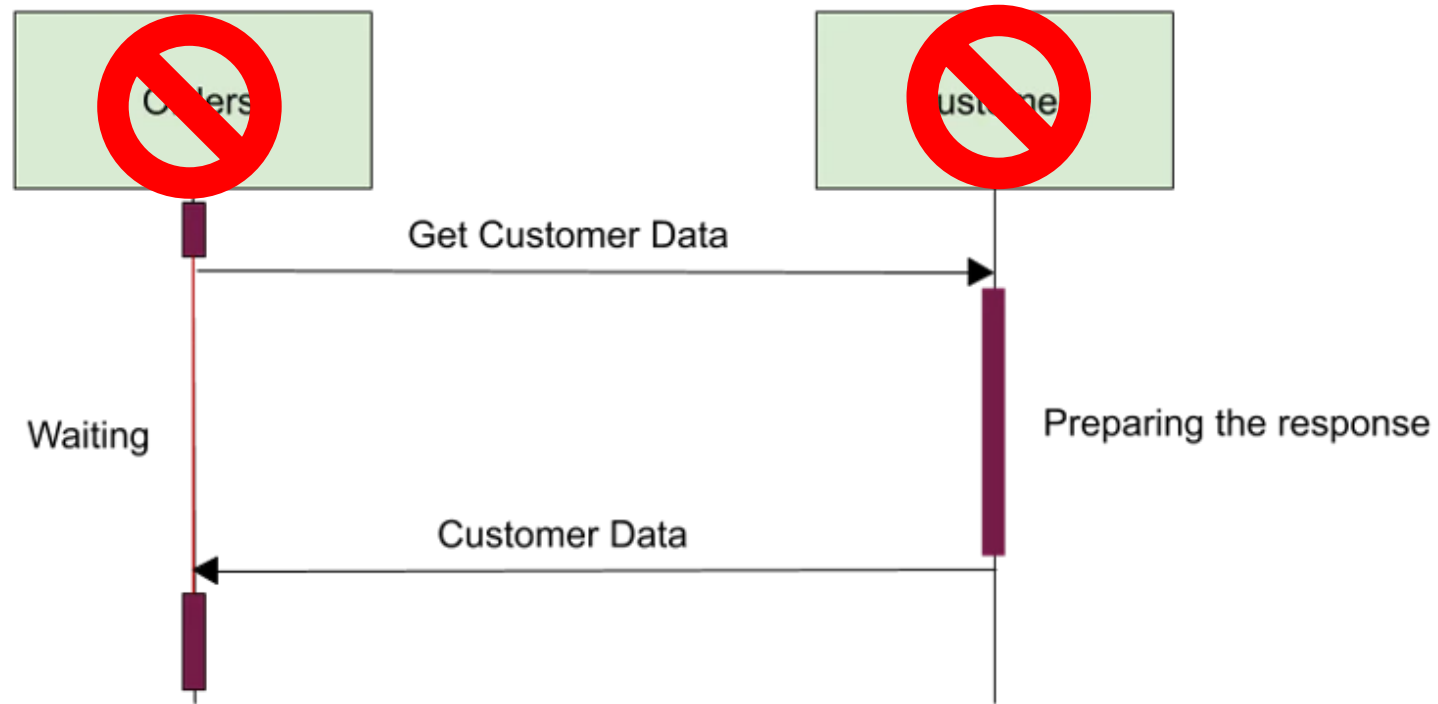 Get Customer Data
Waiting
Preparing the response
Customer Data